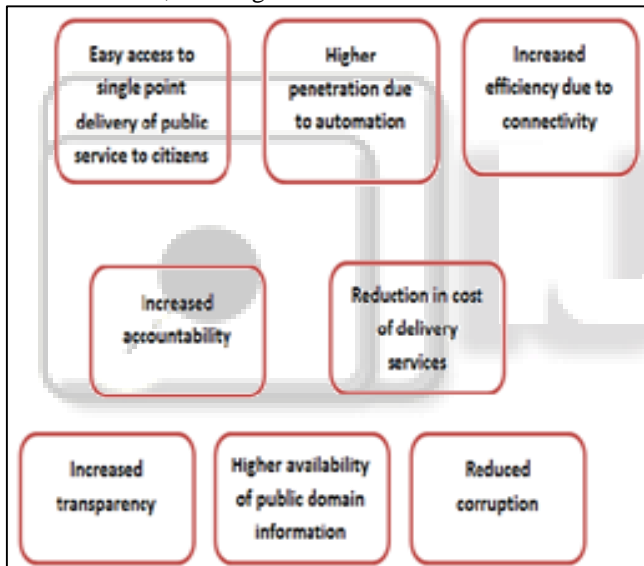 Easy access to
single point
delivery of public
service to citizens
Higher
penetration due
to automation
Increased
efficiency due to
connectivity
Increased
accountability
Reduction in cost
of delivery
services
Increased
transparency
Higher availability
of public domain
information
Reduced
corruption